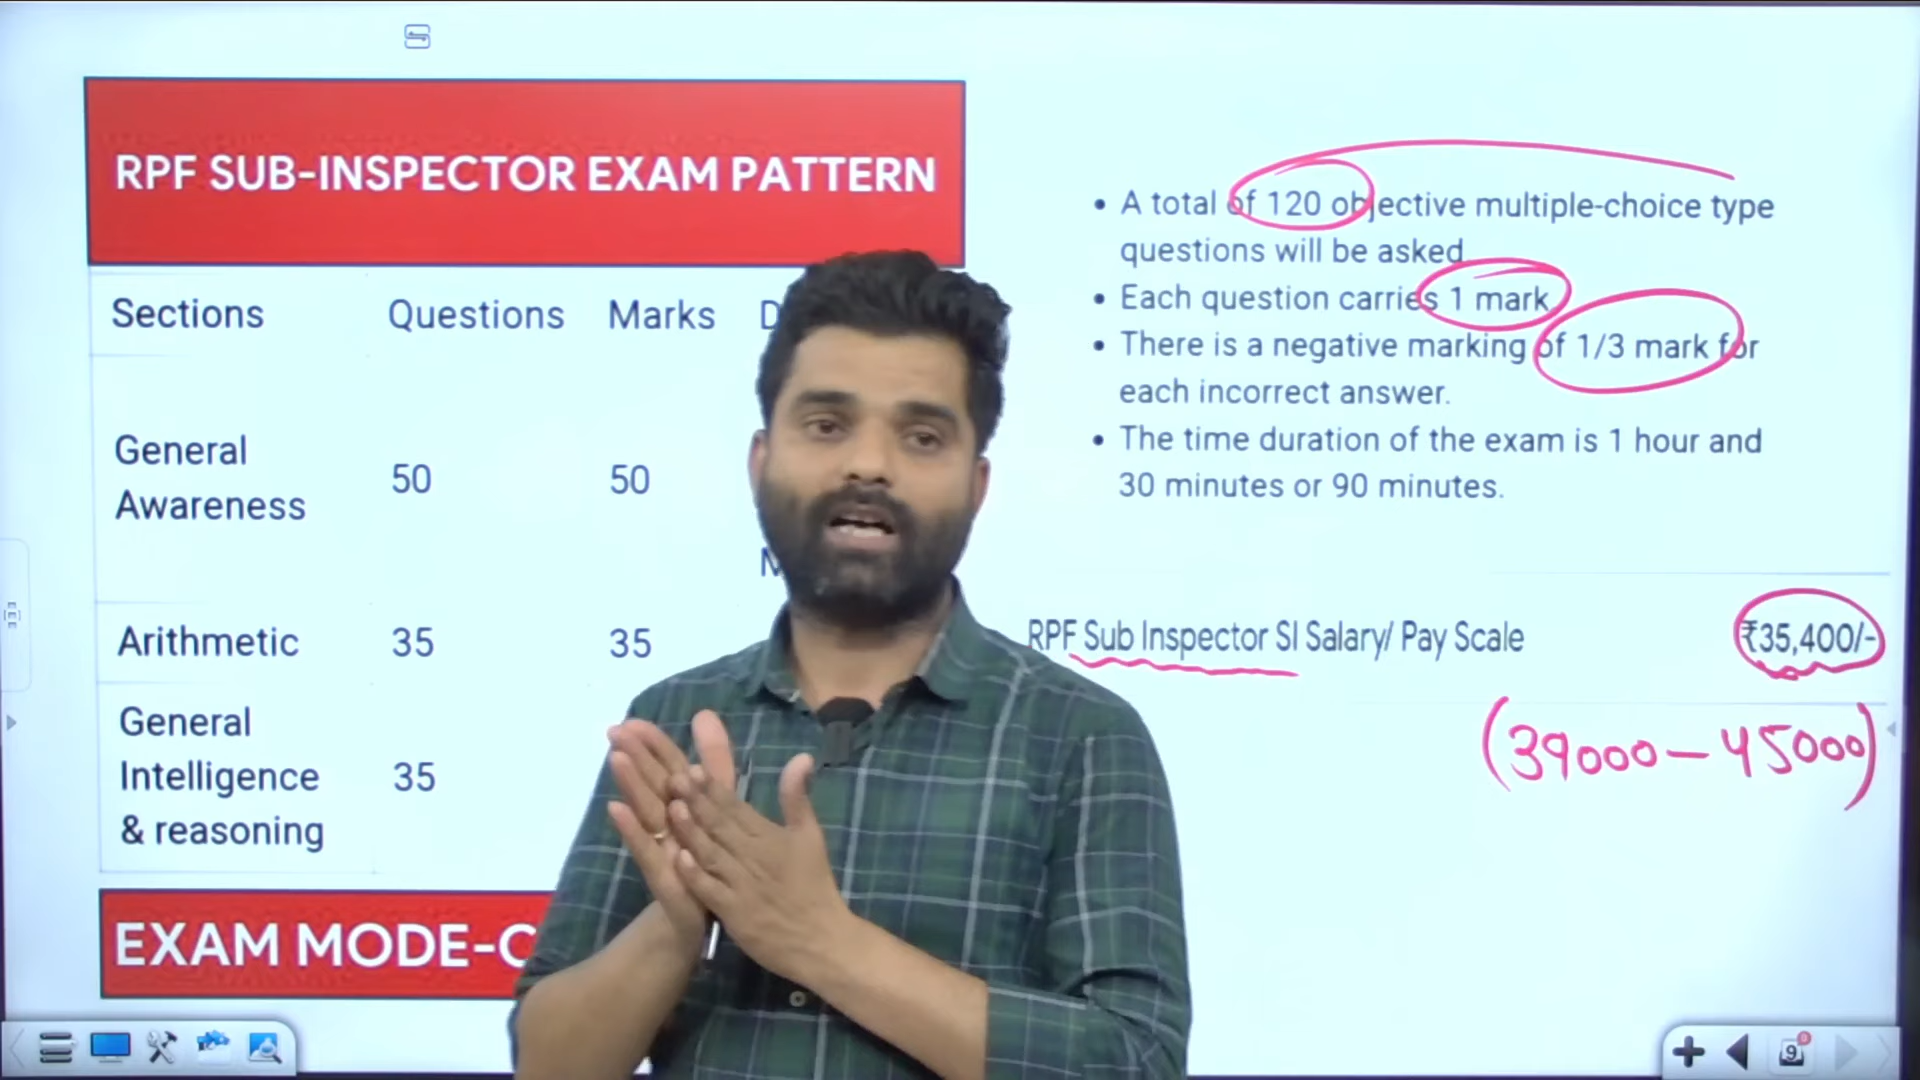 RPF SUB-INSPECTOR EXAM PATTERN
Sections Questions Marks
General
Awareness
50 50
Arithmetic 35 35
General
Intelligence
& reasoning
35
EXAM MODE-C
• A total of 120 objective multiple-choice type
questions will be asked
• Each question carries 1 mark
• There is a negative marking of 1/3 mark for
each incorrect answer.
• The time duration of the exam is 1 hour and
30 minutes or 90 minutes.
RPF Sub Inspector SI Salary/ Pay Scale ₹35,400/-
(39000-45000)
9